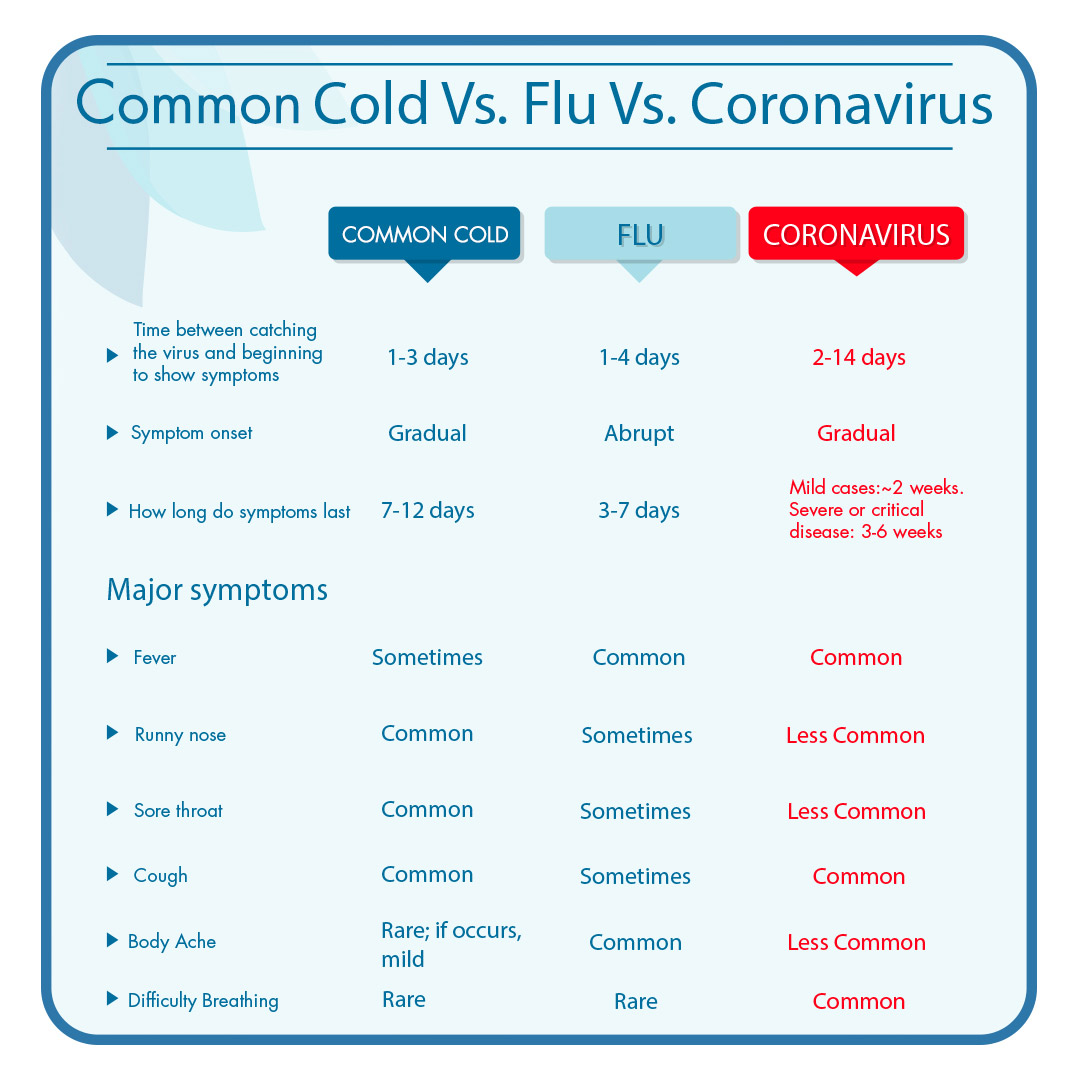 Common Cold Vs. Flu Vs. Coronavirus
COMMON COLD
FLU
CORONAVIRUS
Time between catching
the virus and beginning
to show symptoms
1-3 days
1-4 days
2-14 days
Symptom onset
Gradual
Abrupt
Gradual
How long do symptoms last
7-12 days
3-7 days
Mild cases:~2 weeks.
Severe or critical
disease: 3-6 weeks
Major symptoms
Fever
Sometimes
Common
Common
Runny nose
Common
Sometimes
Less Common
Sore throat
Common
Sometimes
Less Common
Cough
Common
Sometimes
Common
Body Ache
Rare; if occurs,
mild
Common
Less Common
Difficulty Breathing
Rare
Rare
Common